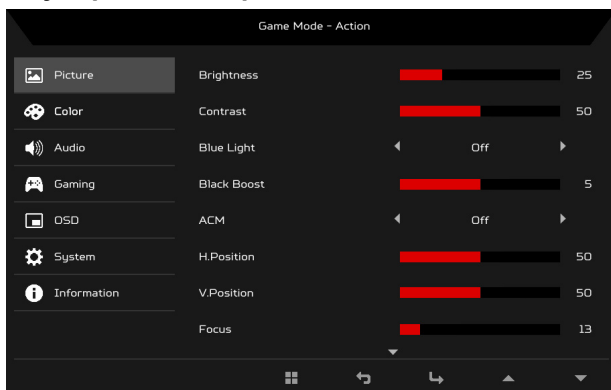 Game Mode - Action
Picture
Brightness 25
Color
Contrast 50
Audio
Blue Light Off
Gaming
Black Boost 5
OSD
ACM Off
System
H.Position 50
Information
V.Position 50
Focus 13